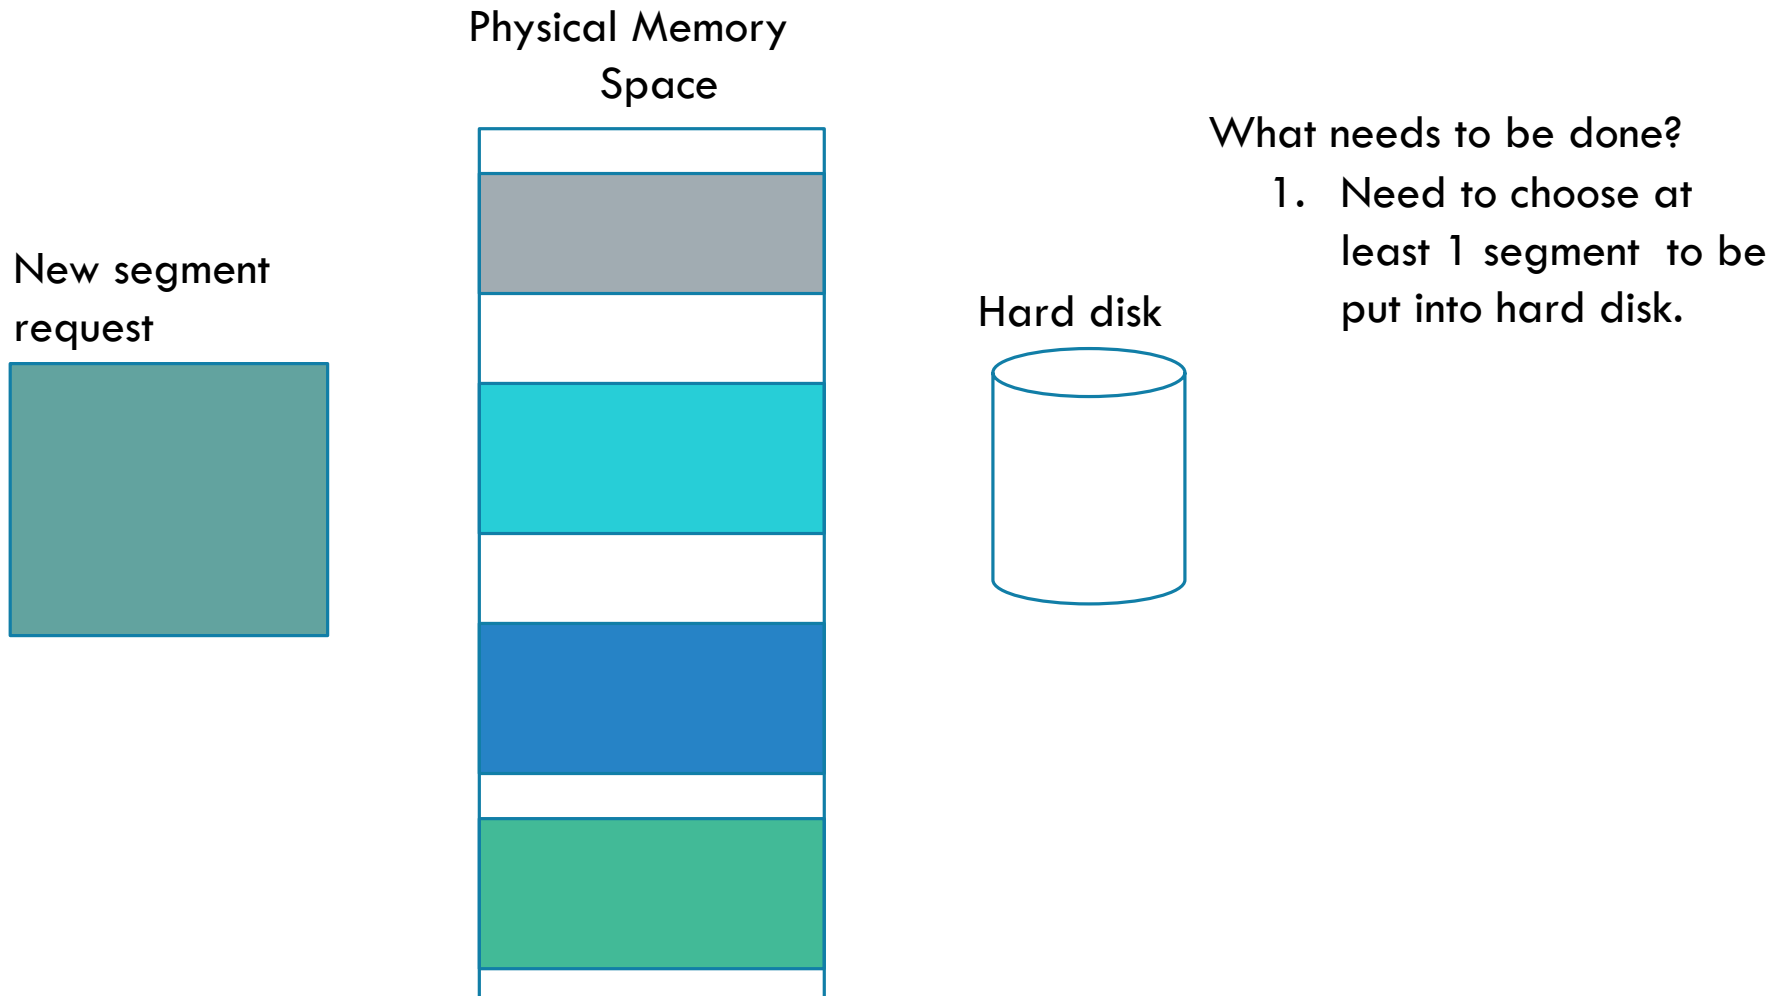 Physical Memory
Space
New segment
request
Hard disk
What needs to be done?
1. Need to choose at
least 1 segment to be
put into hard disk.